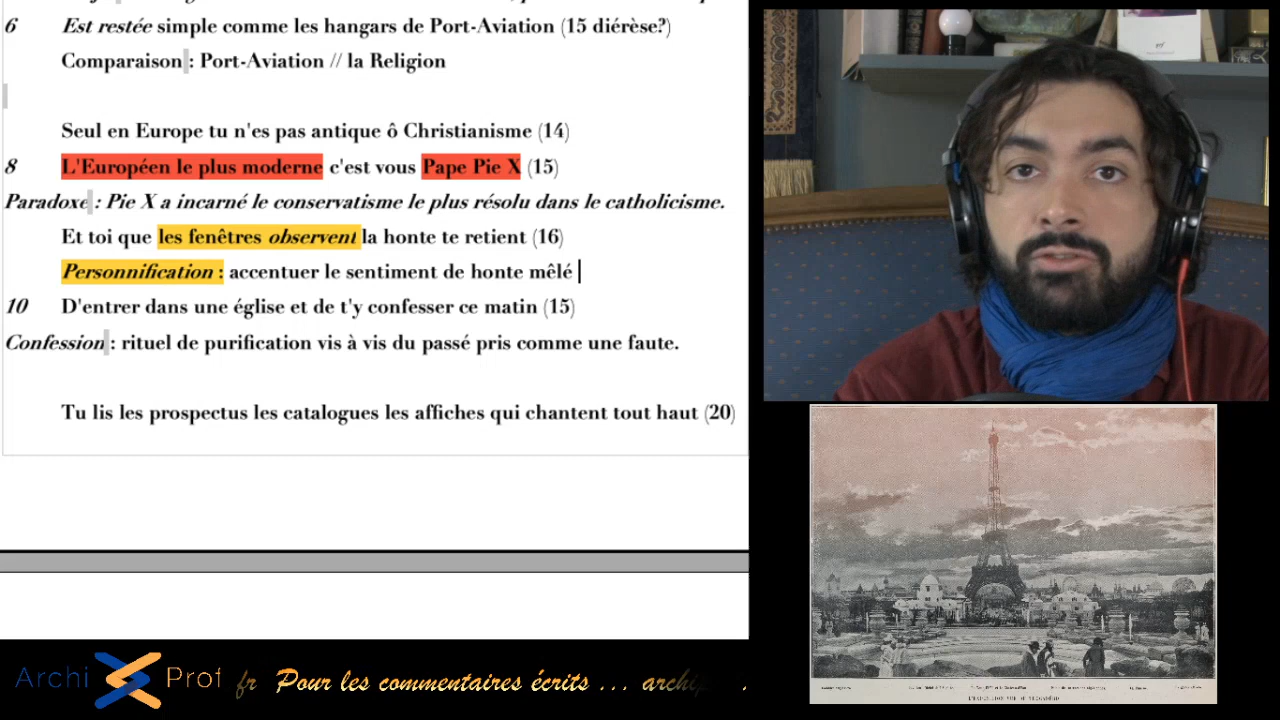 6 Est restée simple comme les hangars de Port-Aviation (15 diérèse?)
Comparaison : Port-Aviation // la Religion
Seul en Europe tu n'es pas antique ô Christianisme (14)
8 L'Européen le plus moderne c'est vous Pape Pie X (15)
Paradoxe : Pie X a incarné le conservatisme le plus résolu dans le catholicisme.
Et toi que les fenêtres observent la honte te retient (16)
Personnification : accentuer le sentiment de honte mêlé
10 D'entrer dans une église et de t'y confesser ce matin (15)
Confession : rituel de purification vis à vis du passé pris comme une faute.
Tu lis les prospectus les catalogues les affiches qui chantent tout haut (20)
Archi Prof fr Pour les commentaires écrits ... archip .